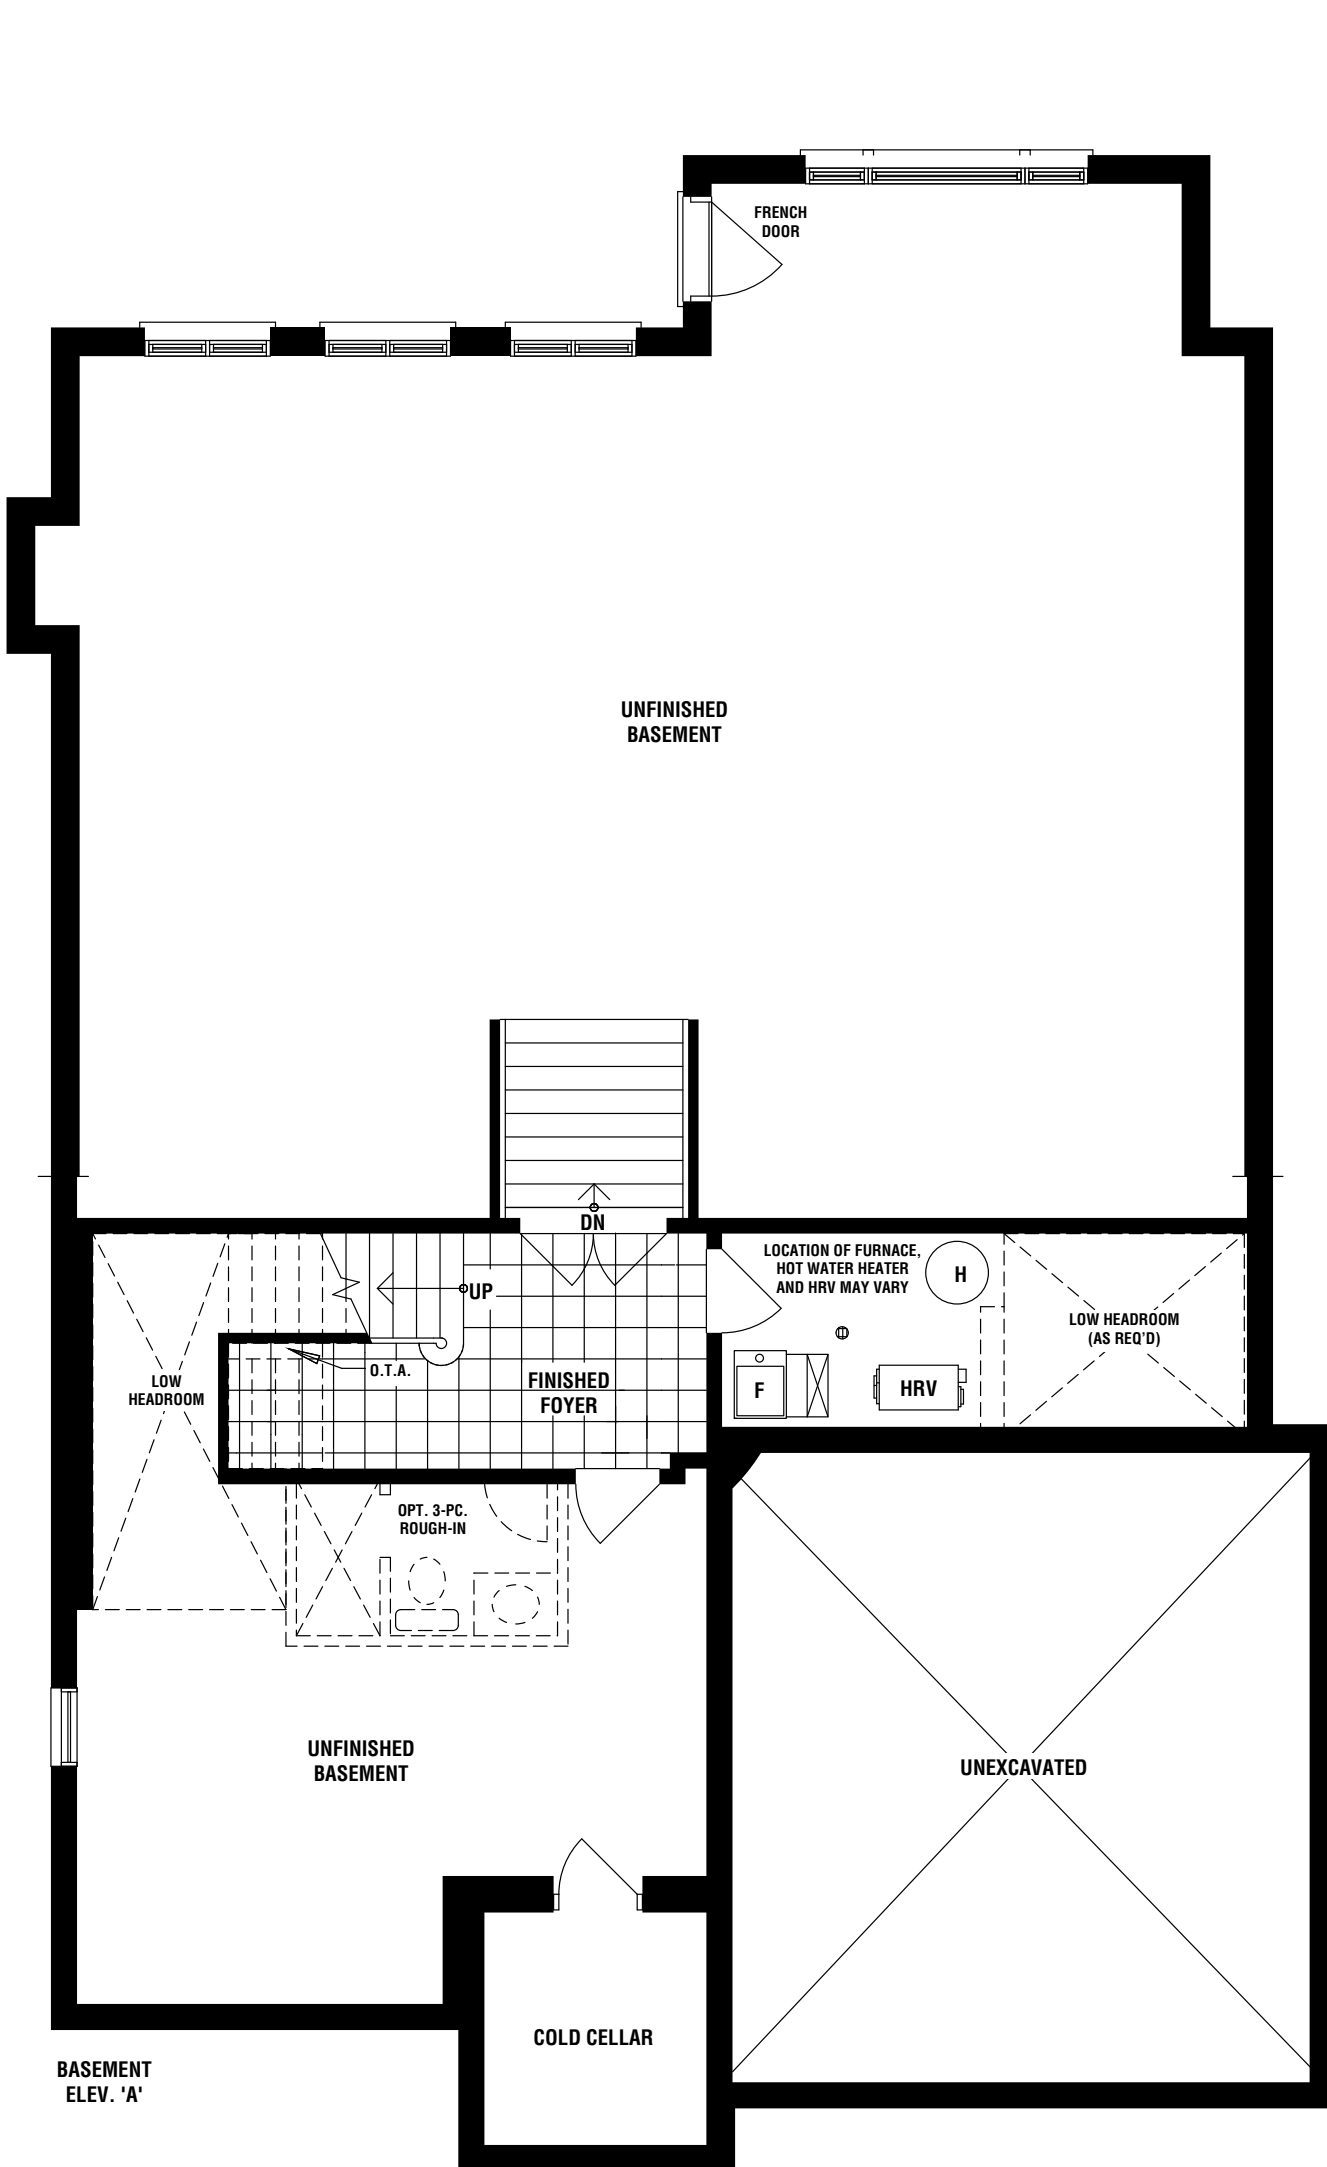 FRENCH
DOOR
UNFINISHED
BASEMENT
DN
LOCATION OF FURNACE,
HOT WATER HEATER
AND HRV MAY VARY
H
UP
LOW HEADROOM
(AS REQ'D)
O.T.A.
LOW
HEADROOM
FINISHED
FOYER
F
HRV
OPT. 3-PC.
ROUGH-IN
UNFINISHED
BASEMENT
UNEXCAVATED
COLD CELLAR
BASEMENT
ELEV. 'A'